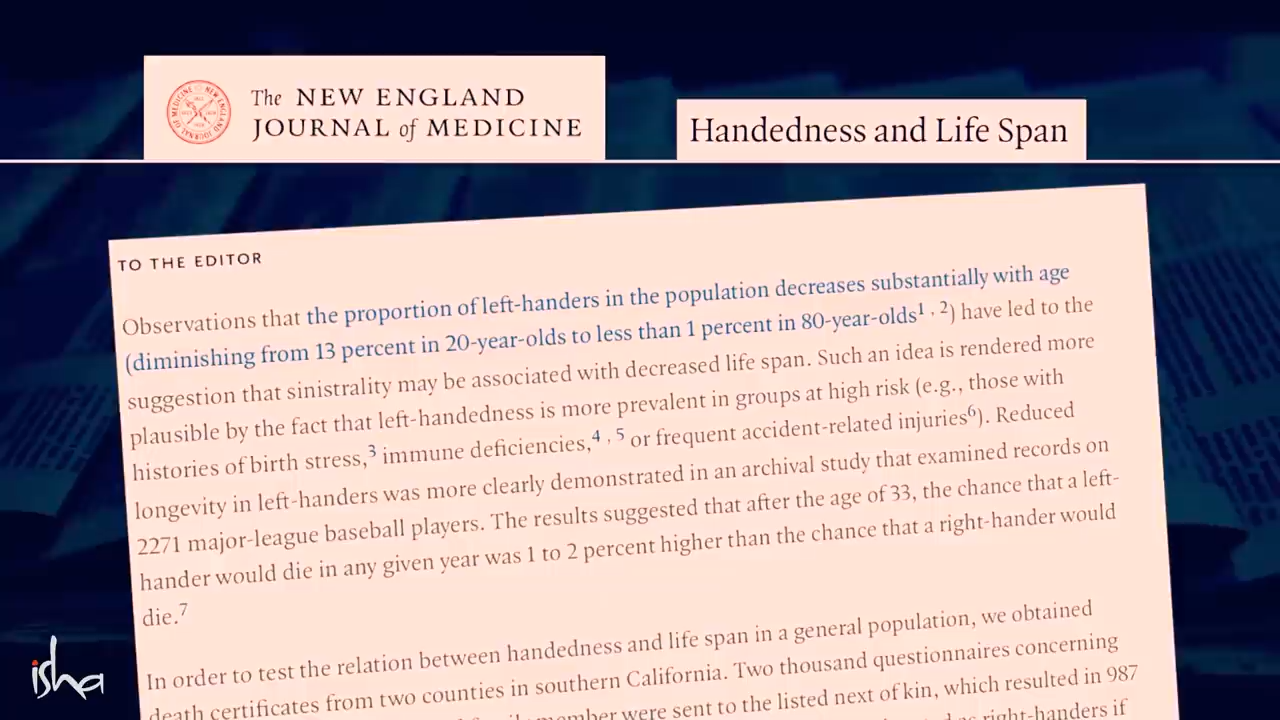 The NEW ENGLAND
JOURNAL of MEDICINE
Handedness and Life Span
TO THE EDITOR
Observations that the proportion of left-handers in the population decreases substantially with age
(diminishing from 13 percent in 20-year-olds to less than 1 percent in 80-year-olds1 , 2) have led to the
suggestion that sinistrality may be associated with decreased life span. Such an idea is rendered more
plausible by the fact that left-handedness is more prevalent in groups at high risk (e.g., those with
histories of birth stress,3 immune deficiencies,4 , 5 or frequent accident-related injuries6). Reduced
longevity in left-handers was more clearly demonstrated in an archival study that examined records on
2271 major-league baseball players. The results suggested that after the age of 33, the chance that a left-
hander would die in any given year was 1 to 2 percent higher than the chance that a right-hander would
die.7
In order to test the relation between handedness and life span in a general population, we obtained
death certificates from two counties in southern California. Two thousand questionnaires concerning
member were sent to the listed next of kin, which resulted in 987
right-handers if
isha